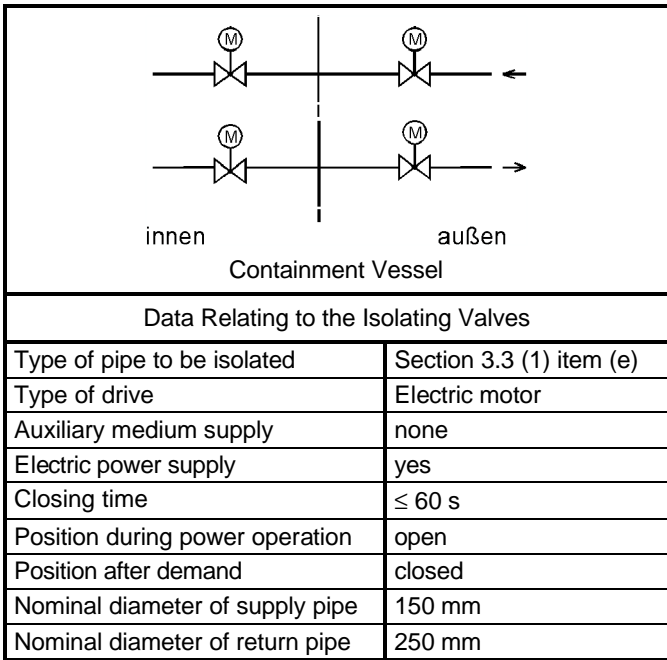 M M
M M
innen außen
Containment Vessel
Data Relating to the Isolating Valves
Type of pipe to be isolated Section 3.3 (1) item (e)
Type of drive Electric motor
Auxiliary medium supply none
Electric power supply yes
Closing time ≤ 60 s
Position during power operation open
Position after demand closed
Nominal diameter of supply pipe 150 mm
Nominal diameter of return pipe 250 mm